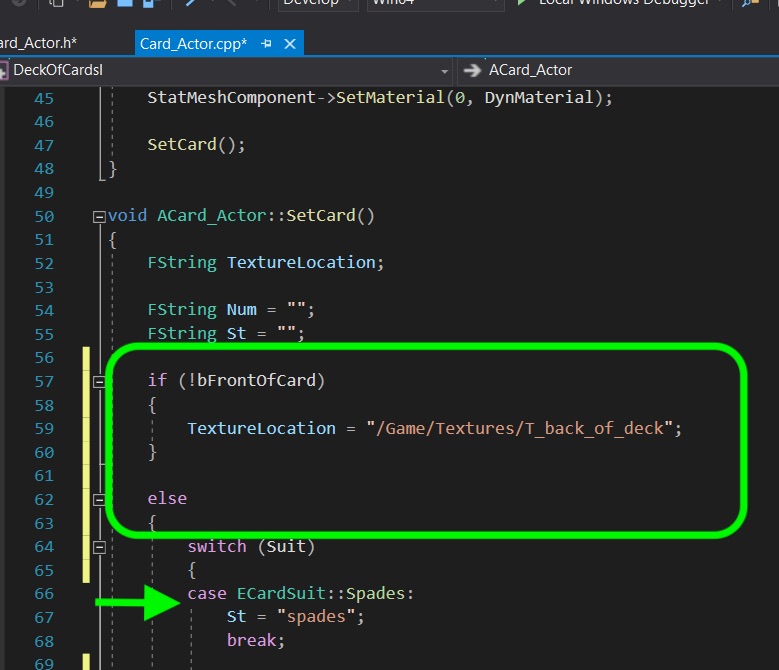 Develop
Win64
Local Windows Debugger
ard_Actor.h*
Card_Actor.cpp*
DeckOfCardsI
ACard_Actor
45 StatMeshComponent->SetMaterial(0, DynMaterial);
46
47 SetCard();
48 }
49
50 void ACard_Actor::SetCard()
51 {
52 FString TextureLocation;
53
54 FString Num = "";
55 FString St = "";
56
57 if (!bFrontOfCard)
58 {
59 TextureLocation = "/Game/Textures/T_back_of_deck";
60 }
61
62 else
63 {
64 switch (Suit)
65 {
66 case ECardSuit::Spades:
67 St = "spades";
68 break;
69